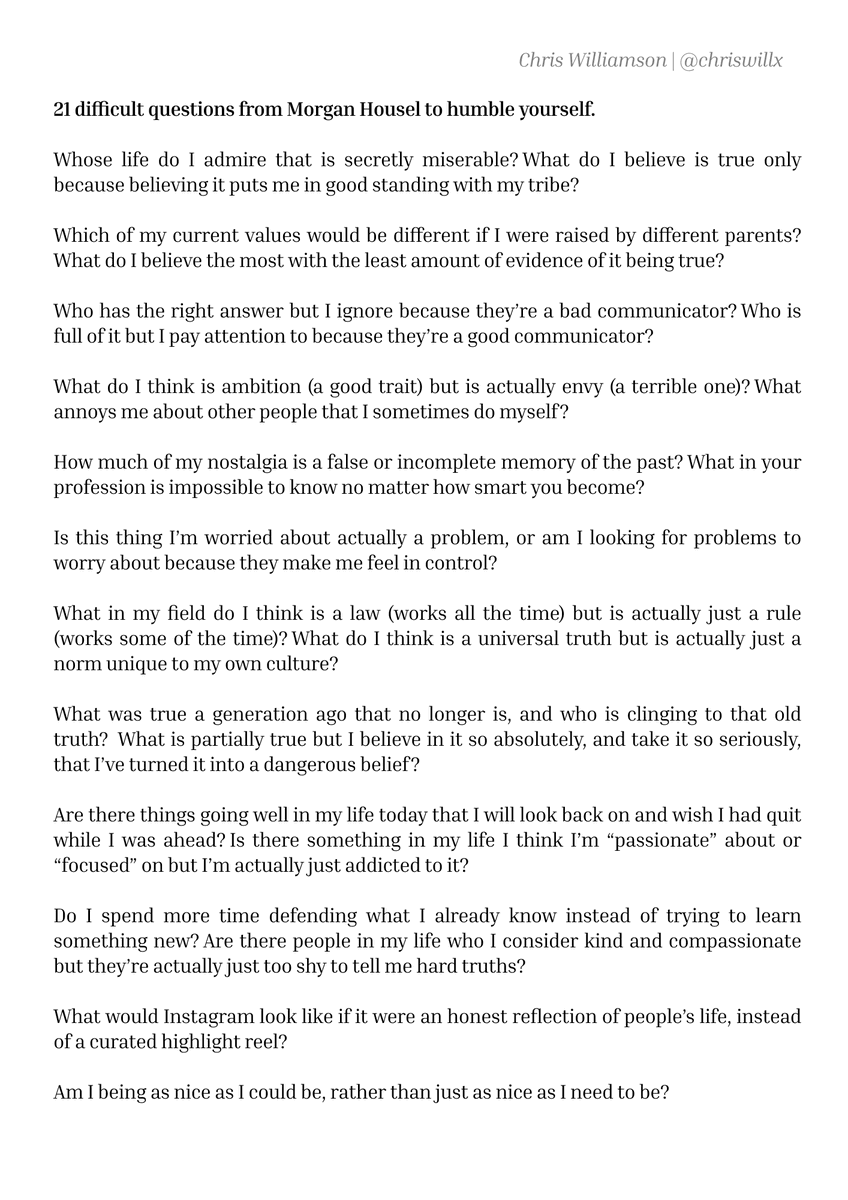 Chris Williamson | @chriswillx
21 difficult questions from Morgan Housel to humble yourself.
Whose life do I admire that is secretly miserable? What do I believe is true only
because believing it puts me in good standing with my tribe?
Which of my current values would be different if I were raised by different parents?
What do I believe the most with the least amount of evidence of it being true?
Who has the right answer but I ignore because they’re a bad communicator? Who is
full of it but I pay attention to because they’re a good communicator?
What do I think is ambition (a good trait) but is actually envy (a terrible one)? What
annoys me about other people that I sometimes do myself?
How much of my nostalgia is a false or incomplete memory of the past? What in your
profession is impossible to know no matter how smart you become?
Is this thing I’m worried about actually a problem, or am I looking for problems to
worry about because they make me feel in control?
What in my field do I think is a law (works all the time) but is actually just a rule
(works some of the time)? What do I think is a universal truth but is actually just a
norm unique to my own culture?
What was true a generation ago that no longer is, and who is clinging to that old
truth?  What is partially true but I believe in it so absolutely, and take it so seriously,
that I’ve turned it into a dangerous belief?
Are there things going well in my life today that I will look back on and wish I had quit
while I was ahead? Is there something in my life I think I’m “passionate” about or
“focused” on but I’m actually just addicted to it?
Do I spend more time defending what I already know instead of trying to learn
something new? Are there people in my life who I consider kind and compassionate
but they’re actually just too shy to tell me hard truths?
What would Instagram look like if it were an honest reflection of people’s life, instead
of a curated highlight reel?
Am I being as nice as I could be, rather than just as nice as I need to be?